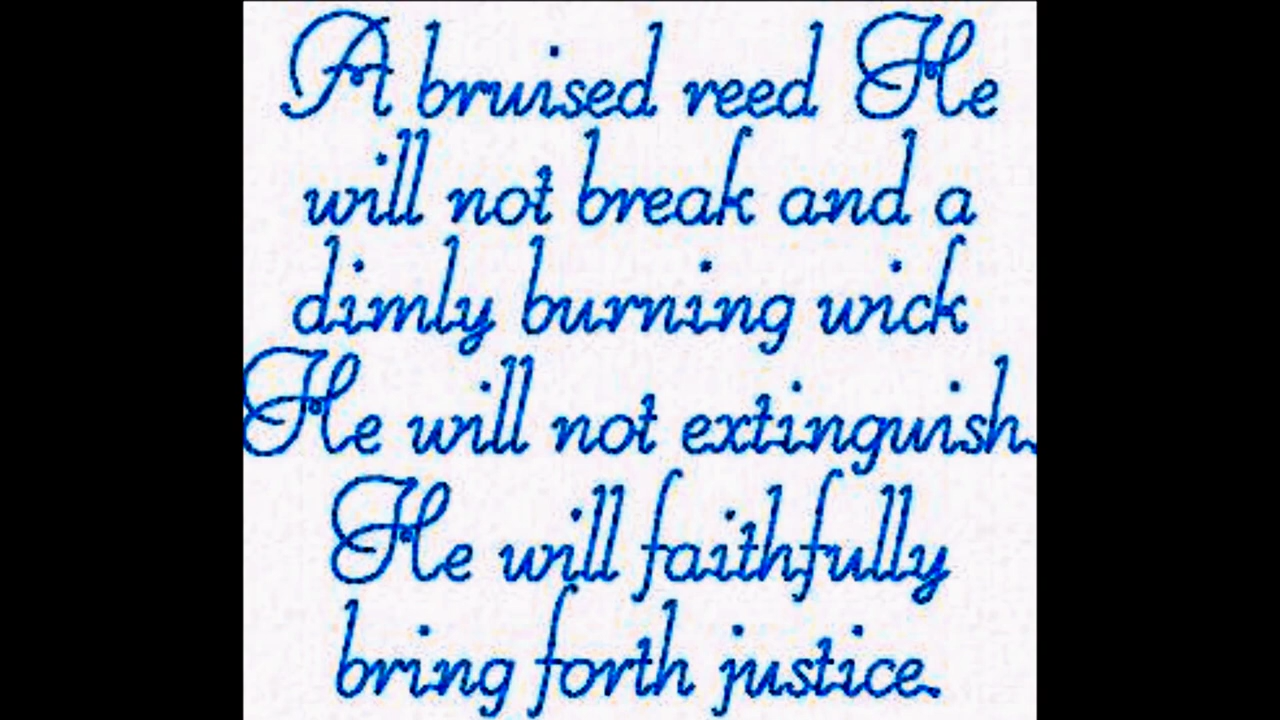 A bruised reed He
will not break and a
dimly burning wick
He will not extinguish.
He will faithfully
bring forth justice.